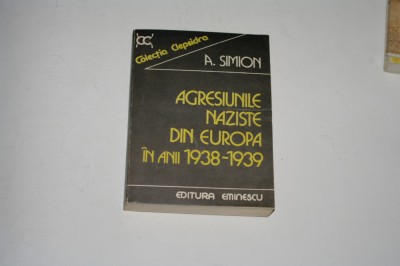 Colecția Clepsidra
A. SIMION
AGRESIUNILE
NAZISTE
DIN EUROPA
ÎN ANII 1938-1939
EDITURA EMINESCU